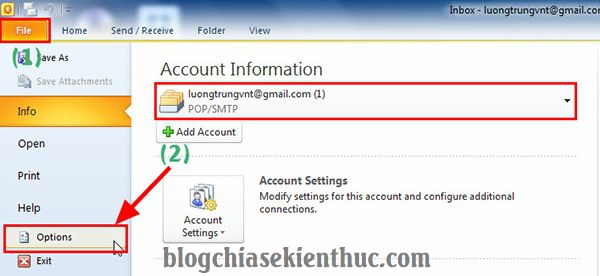 Inbox - luongtrungvnt@gmail.com
File Home Send / Receive Folder View
(1)
Save As
Save Attachments
Info
Open
Print
Help
Options
Exit
Account Information
luongtrungvnt@gmail.com (1)
POP/SMTP
Add Account
(2)
Account Settings
Account Settings
Modify settings for this account and configure additional
connections.
blogchiasekienthuc.com